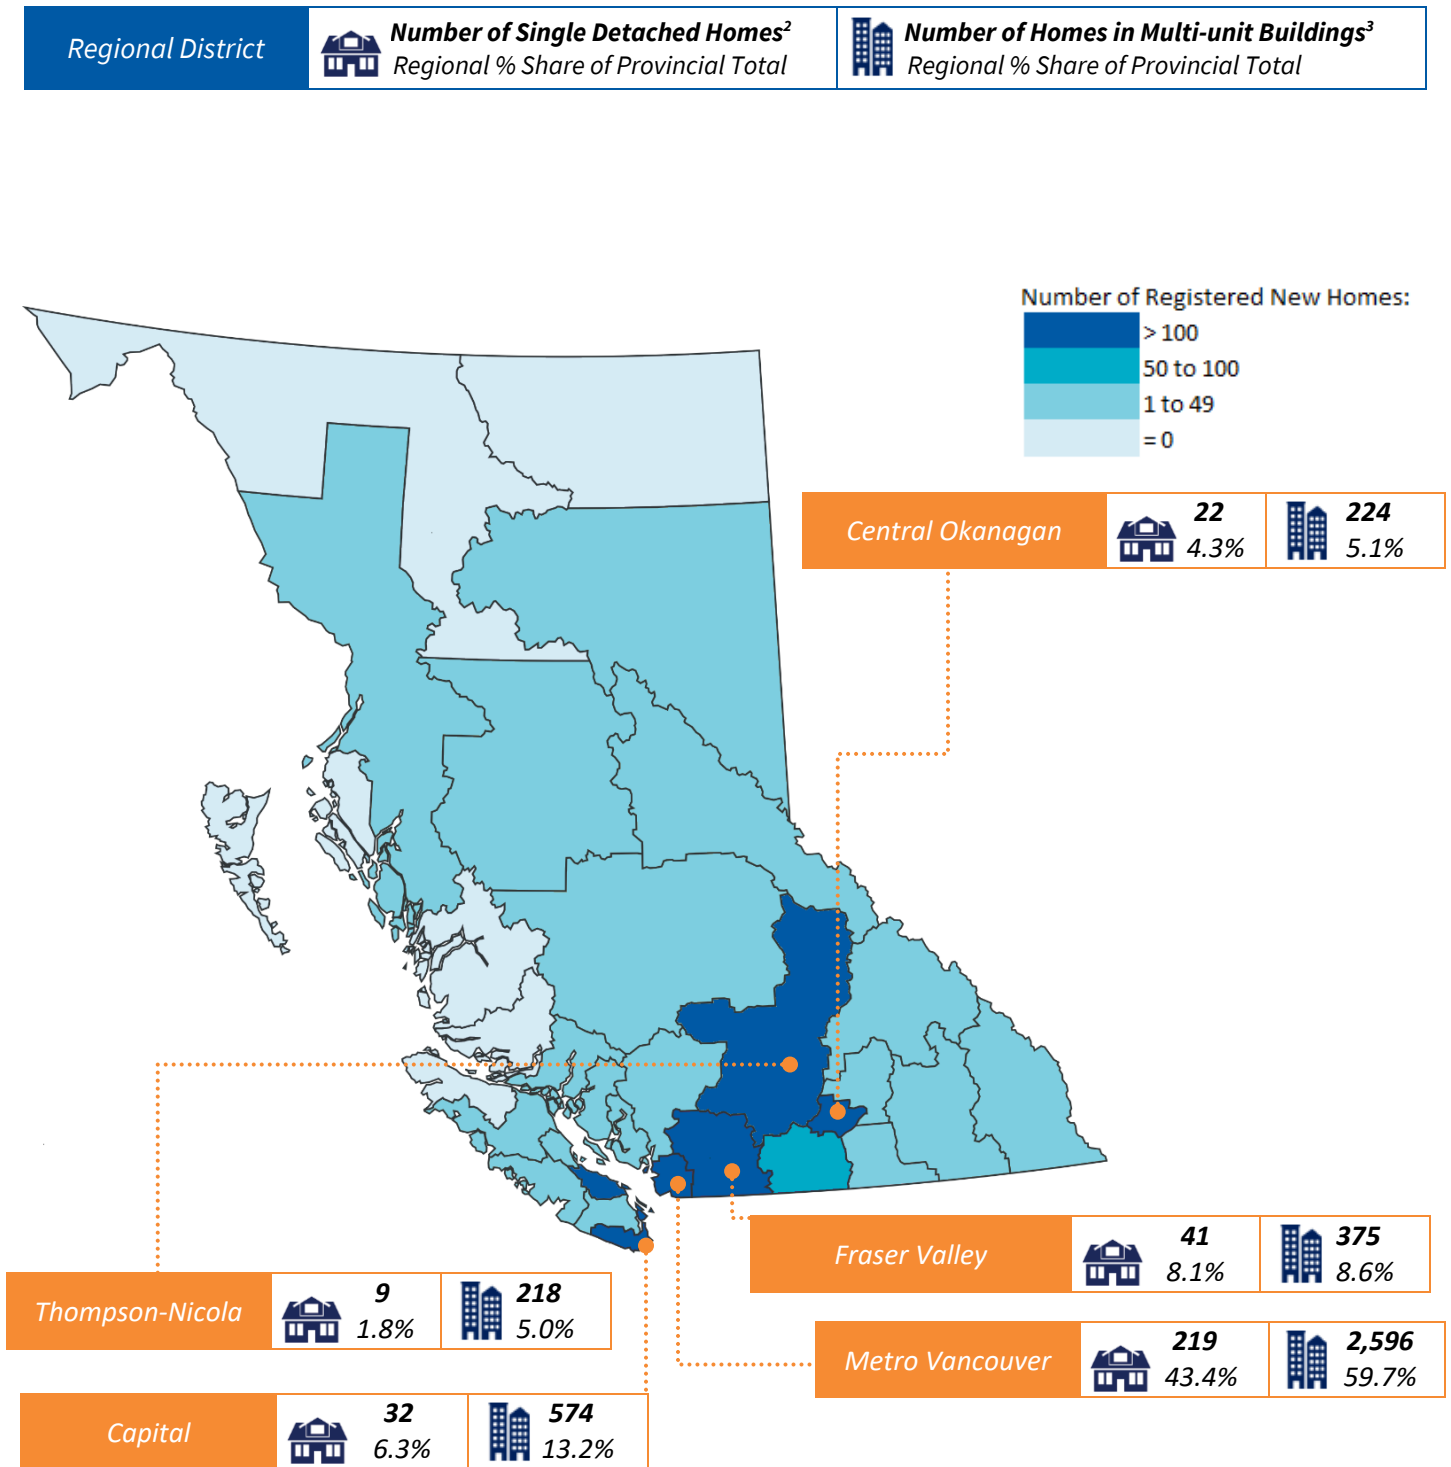 Regional District
Number of Single Detached Homes²
Regional % Share of Provincial Total
Number of Homes in Multi-unit Buildings³
Regional % Share of Provincial Total
Number of Registered New Homes:
> 100
50 to 100
1 to 49
= 0
Central Okanagan
22
4.3%
224
5.1%
Fraser Valley
41
8.1%
375
8.6%
Thompson-Nicola
9
1.8%
218
5.0%
Metro Vancouver
219
43.4%
2,596
59.7%
Capital
32
6.3%
574
13.2%